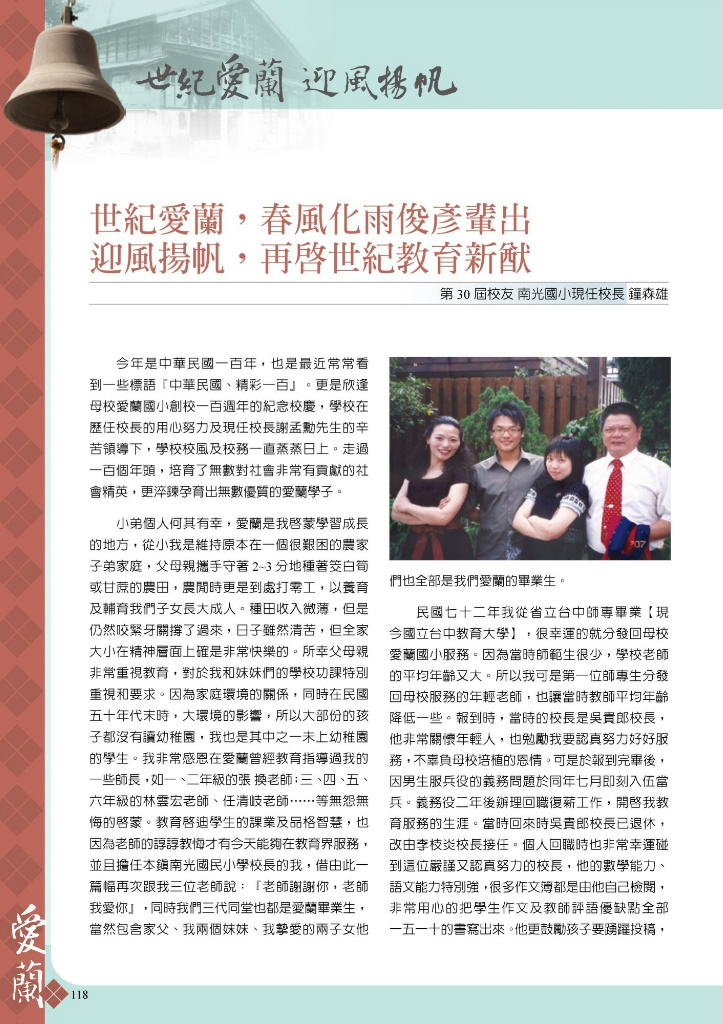 世紀愛蘭 迎風揚帆
世紀愛蘭，春風化雨俊彥輩出
迎風揚帆，再啓世紀教育新猷
第 30 屆校友 南光國小現任校長 鐘森雄
今年是中華民國一百年，也是最近常常看
到一些標語『中華民國、精彩一百』。更是欣逢
母校愛蘭國小創校一百週年的紀念校慶，學校在
歷任校長的用心努力及現任校長謝孟勳先生的辛
苦領導下，學校校風及校務一直蒸蒸日上。走過
一百個年頭，培育了無數對社會非常有貢獻的社
會精英，更淬鍊孕育出無數優質的愛蘭學子。
小弟個人何其有幸，愛蘭是我啓蒙學習成長
的地方，從小我是維持原本在一個很艱困的農家
子弟家庭，父母親攜手守著 2~3 分地種著筊白筍
或甘蔗的農田，農閒時更是到處打零工，以養育
及輔育我們子女長大成人。種田收入微薄，但是
仍然咬緊牙關撐了過來，日子雖然清苦，但全家
大小在精神層面上確是非常快樂的。所幸父母親
非常重視教育，對於我和妹妹們的學校功課特別
重視和要求。因為家庭環境的關係，同時在民國
五十年代末時，大環境的影響，所以大部份的孩
子都沒有讀幼稚園，我也是其中之一未上幼稚園
的學生。我非常感恩在愛蘭曾經教育指導過我的
一些師長，如一、二年級的張 換老師；三、四、五、
六年級的林雲宏老師、任清岐老師⋯⋯等無怨無
悔的啓蒙。教育啓迪學生的課業及品格智慧，也
因為老師的諄諄教悔才有今天能夠在教育界服務，
並且擔任本鎮南光國民小學校長的我，借由此一
篇幅再次跟我三位老師說：『老師謝謝你，老師
我愛你』，同時我們三代同堂也都是愛蘭畢業生，
當然包含家父、我兩個妹妹、我摯愛的兩子女他
'07
們也全部是我們愛蘭的畢業生。
民國七十二年我從省立台中師專畢業【現
今國立台中教育大學】，很幸運的就分發回母校
愛蘭國小服務。因為當時師範生很少，學校老師
的平均年齡又大。所以我可是第一位師專生分發
回母校服務的年輕老師，也讓當時教師平均年齡
降低一些。報到時，當時的校長是吳貴郎校長，
他非常關懷年輕人，也勉勵我要認真努力好好服
務，不辜負母校培植的恩情。可是於報到完畢後，
因男生服兵役的義務問題於同年七月即刻入伍當
兵。義務役二年後辦理回職復薪工作，開啓我教
育服務的生涯。當時回來時吳貴郎校長已退休，
改由李枝炎校長接任。個人回職時也非常幸運碰
到這位嚴謹又認真努力的校長，他的數學能力、
語文能力特別強，很多作文簿都是由他自己檢閱，
非常用心的把學生作文及教師評語優缺點全部
一五一十的書寫出來。他更鼓勵孩子要踴躍投稿，
愛蘭
118